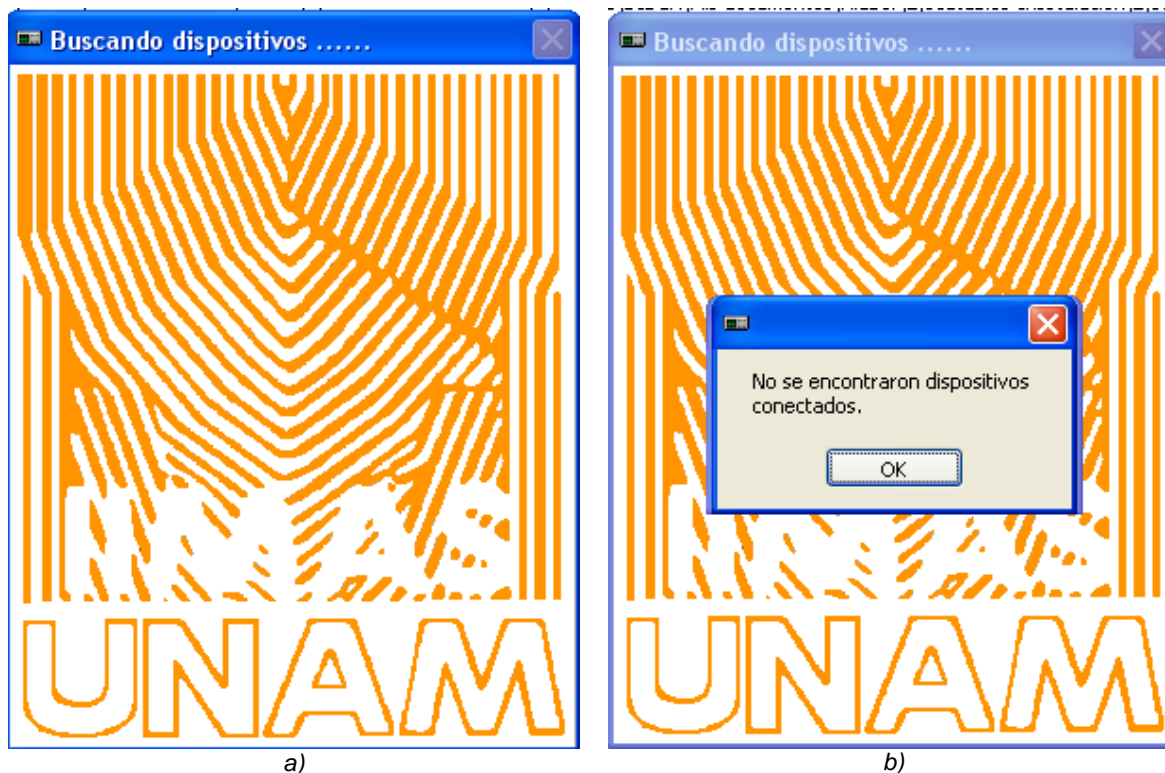 Buscando dispositivos ......
UNAM
a)
Buscando dispositivos ......
No se encontraron dispositivos
conectados.
OK
UNAM
b)